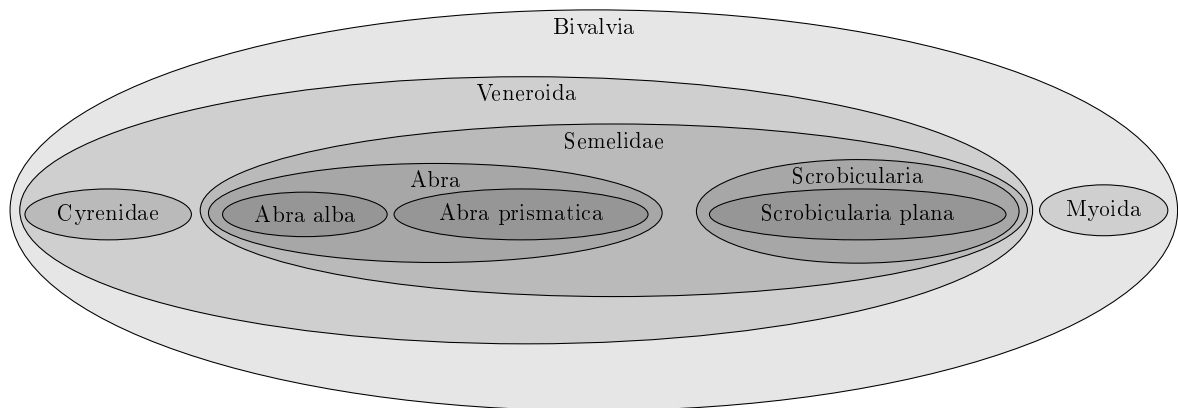 Bivalvia
Veneroida
Semelidae
Abra
Scrobicularia
Cyrenidae
Abra alba
Abra prismatica
Scrobicularia plana
Myoida